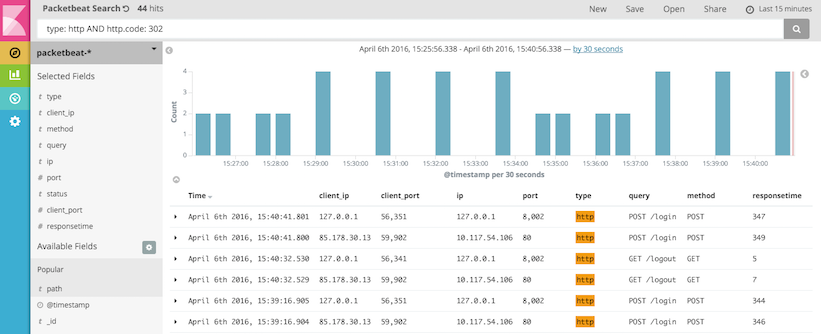 Packetbeat Search 44 hits New Save Open Share Last 15 minutes
type: http AND http.code: 302
packetbeat-*
Selected Fields
t type
t client_ip
t method
t query
t ip
# port
t status
# client_port
# responsetime
Available Fields
Popular
t path
@timestamp
t _id
April 6th 2016, 15:25:56.338 - April 6th 2016, 15:40:56.338 — by 30 seconds
Count
4
3
2
1
0
15:27:00 15:28:00 15:29:00 15:30:00 15:31:00 15:32:00 15:33:00 15:34:00 15:35:00 15:36:00 15:37:00 15:38:00 15:39:00 15:40:00
@timestamp per 30 seconds
Time client_ip client_port ip port type query method responsetime
April 6th 2016, 15:40:41.801 127.0.0.1 56,351 127.0.0.1 8,002 http POST /login POST 347
April 6th 2016, 15:40:41.800 85.178.30.13 59,902 10.117.54.106 80 http POST /login POST 349
April 6th 2016, 15:40:32.530 127.0.0.1 56,341 127.0.0.1 8,002 http GET /logout GET 5
April 6th 2016, 15:40:32.529 85.178.30.13 59,902 10.117.54.106 80 http GET /logout GET 7
April 6th 2016, 15:39:16.905 127.0.0.1 56,351 127.0.0.1 8,002 http POST /login POST 344
April 6th 2016, 15:39:16.904 85.178.30.13 59,902 10.117.54.106 80 http POST /login POST 346